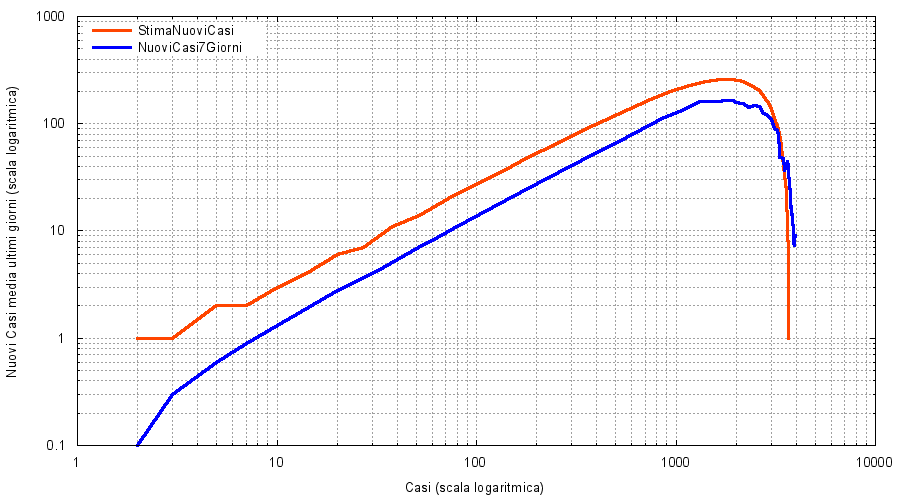 1000
100
10
1
0.1
Nuovi Casi media ultimi giorni (scala logaritmica)
StimaNuoviCasi
NuoviCasi7Giorni
1 10 100 1000 10000
Casi (scala logaritmica)